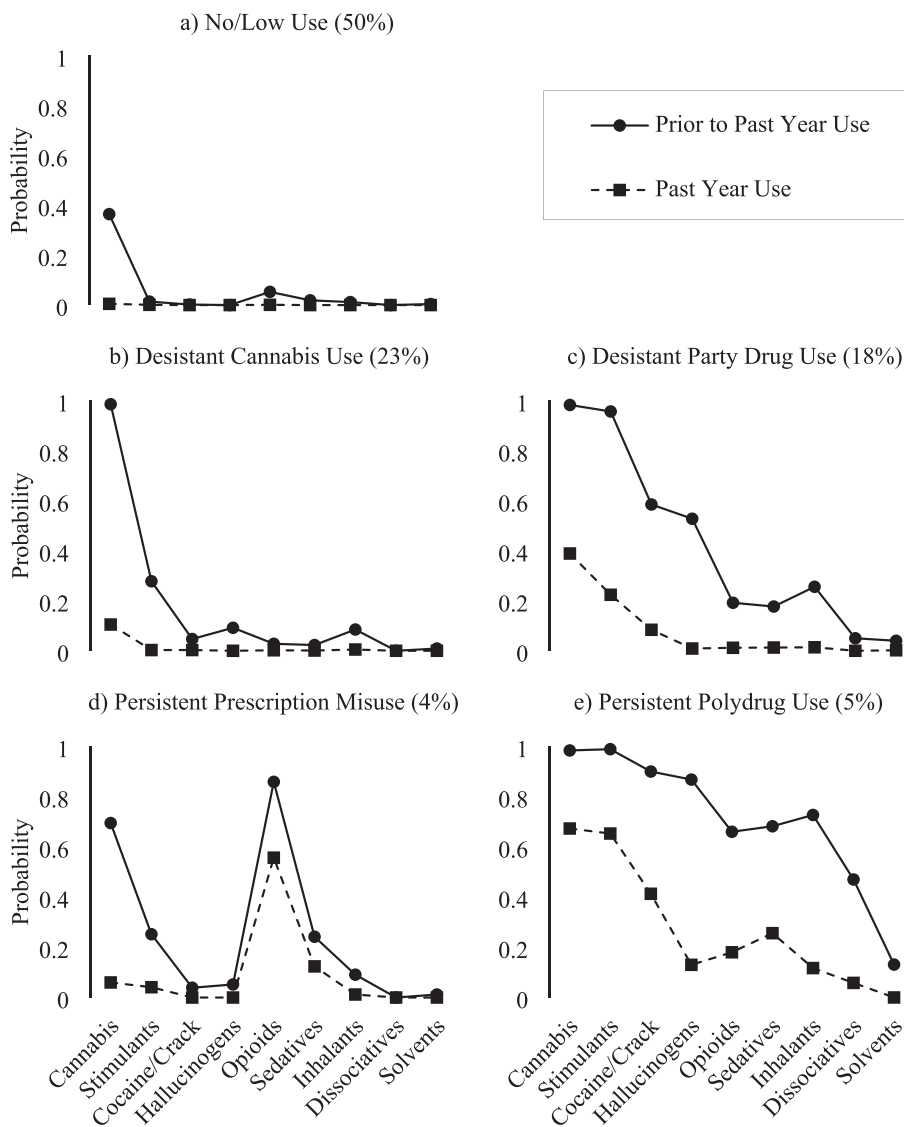 a) No/Low Use (50%)
Probability
1
0.8
0.6
0.4
0.2
0
Prior to Past Year Use
Past Year Use
b) Desistant Cannabis Use (23%)
Probability
1
0.8
0.6
0.4
0.2
0
c) Desistant Party Drug Use (18%)
Probability
1
0.8
0.6
0.4
0.2
0
d) Persistent Prescription Misuse (4%)
Probability
1
0.8
0.6
0.4
0.2
0
Cannabis
Stimulants
Cocaine/Crack
Hallucinogens
Opioids
Sedatives
Inhalants
Dissociatives
Solvents
e) Persistent Polydrug Use (5%)
Probability
1
0.8
0.6
0.4
0.2
0
Cannabis
Stimulants
Cocaine/Crack
Hallucinogens
Opioids
Sedatives
Inhalants
Dissociatives
Solvents